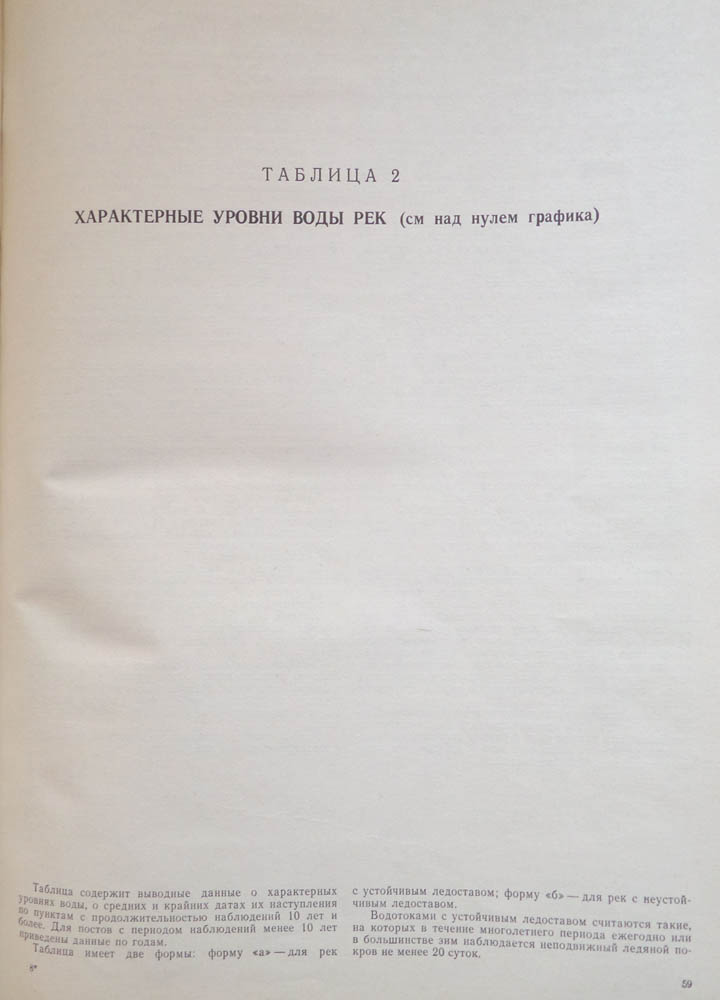 ТАБЛИЦА 2
ХАРАКТЕРНЫЕ УРОВНИ ВОДЫ РЕК (см над нулем графика)
Таблица содержит выводные данные о характерных
уровнях воды, о средних и крайних датах их наступления
по пунктам с продолжительностью наблюдений 10 лет и
более. Для постов с периодом наблюдений менее 10 лет
приведены данные по годам.
Таблица имеет две формы: форму «а» — для рек
с устойчивым ледоставом; форму «б» — для рек с неустой-
чивым ледоставом.
Водотоками с устойчивым ледоставом считаются такие,
на которых в течение многолетнего периода ежегодно или
в большинстве зим наблюдается неподвижный ледяной по-
кров не менее 20 суток.
8*
59